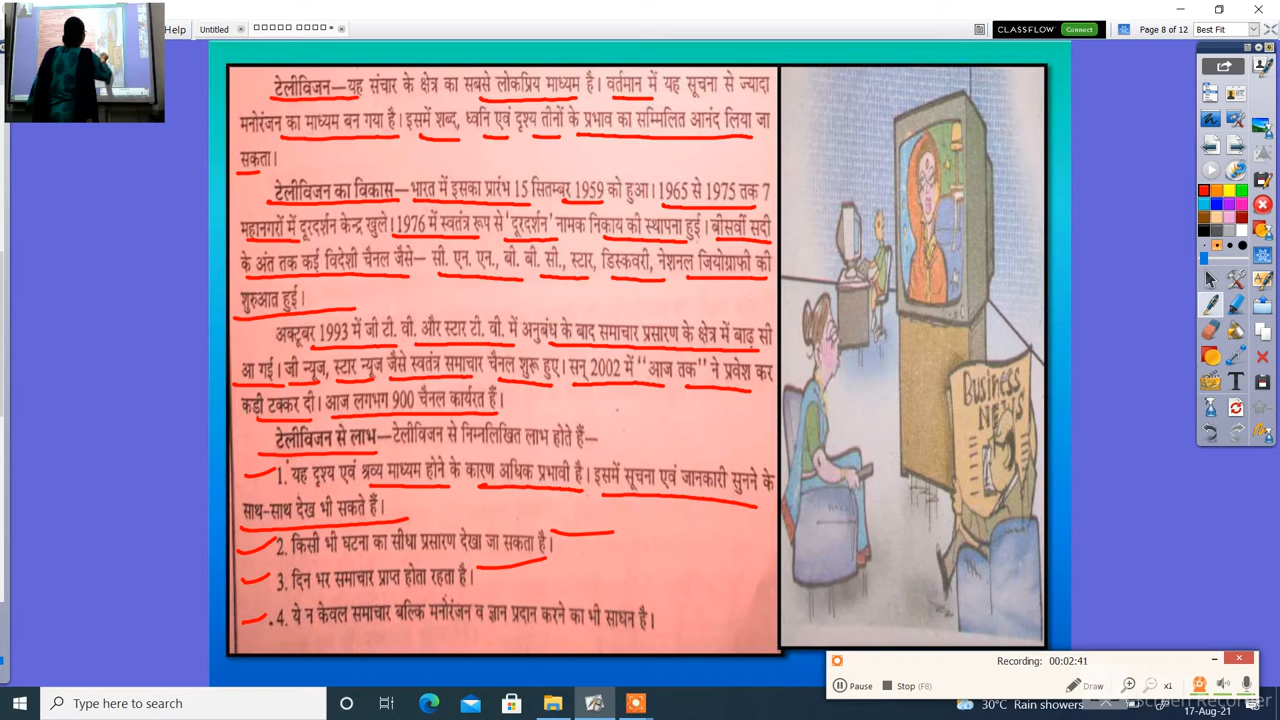 Help
Untitled
CLASSFLOW Connect
Page 8 of 12
Best Fit
टेलीविजन—यह संचार के क्षेत्र का सबसे लोकप्रिय माध्यम है। वर्तमान में यह सूचना से ज्यादा
मनोरंजन का माध्यम बन गया है। इसमें शब्द, ध्वनि एवं दृश्य तीनों के प्रभाव का सम्मिलित आनंद लिया जा
सकता।
टेलीविजन का विकास—भारत में इसका प्रारंभ 15 सितम्बर 1959 को हुआ। 1965 से 1975 तक 7
महानगरों में दूरदर्शन केन्द्र खुले। 1976 में स्वतंत्र रूप से ‘दूरदर्शन’ नामक निकाय की स्थापना हुई। बीसवीं सदी
के अंत तक कई विदेशी चैनल जैसे— सी. एन. एन., बी. बी. सी., स्टार, डिस्कवरी, नेशनल जियोग्राफी की
शुरुआत हुई।
अक्टूबर 1993 में जी टी. वी. और स्टार टी. वी. में अनुबंध के बाद समाचार प्रसारण के क्षेत्र में बाढ़ सी
आ गई। जी न्यूज, स्टार न्यूज जैसे स्वतंत्र समाचार चैनल शुरू हुए। सन् 2002 में ‘‘आज तक’’ ने प्रवेश कर
कड़ी टक्कर दी। आज लगभग 900 चैनल कार्यरत हैं।
टेलीविजन से लाभ—टेलीविजन से निम्नलिखित लाभ होते हैं—
1. यह दृश्य एवं श्रव्य माध्यम होने के कारण अधिक प्रभावी है। इसमें सूचना एवं जानकारी सुनने के
साथ-साथ देख भी सकते हैं।
2. किसी भी घटना का सीधा प्रसारण देखा जा सकता है।
3. दिन भर समाचार प्राप्त होता रहता है।
4. ये न केवल समाचार बल्कि मनोरंजन व ज्ञान प्रदान करने का भी साधन है।
BUSINESS
NEWS
Recording: 00:02:41
Pause Stop (F8) Draw x1
Type here to search
30°C Rain showers
17-Aug-21